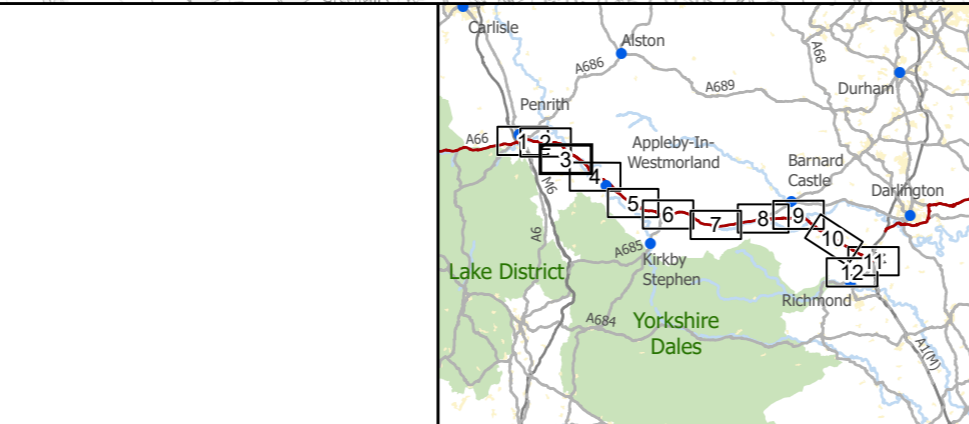 Carlisle
Alston
A68
A686
A689
Durham
Penrith
A66
1
2
3
4
M6
Appleby-In-
Westmorland
Barnard
Castle
Darlington
5
6
7
8
9
10
11
12
A6
A685
Kirkby
Stephen
Lake District
Richmond
A684
Yorkshire
Dales
A1(M)